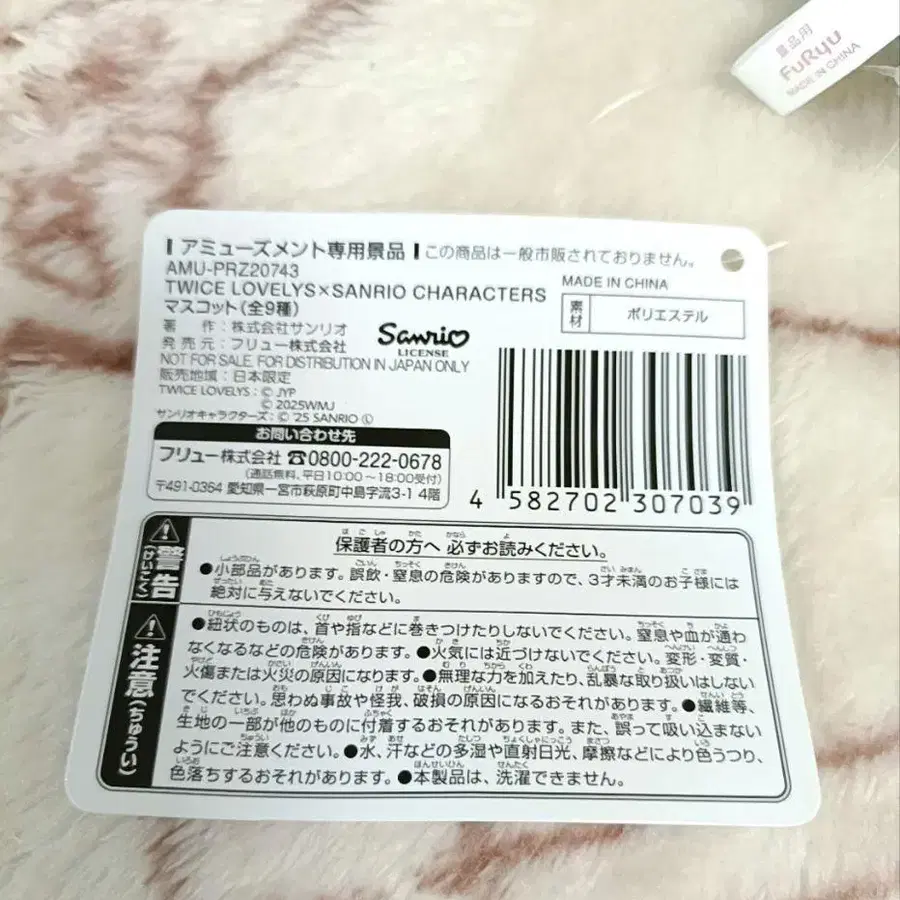 景品用
FuRyu
MADE IN CHINA
アミューズメント専用景品 この商品は一般市販されておりません。
AMU-PRZ20743
TWICE LOVELYS×SANRIO CHARACTERS
マスコット(全9種)
著 作:株式会社サンリオ
発 売 元:フリュー株式会社
Sanrio
LICENSE
NOT FOR SALE. FOR DISTRIBUTION IN JAPAN ONLY
販売地域:日本限定
TWICE LOVELYS:© JYP
© 2025WMJ
サンリオキャラクターズ:© '25 SANRIO Ⓛ
MADE IN CHINA
素材 ポリエステル
お問い合わせ先
フリュー株式会社 ☎0800-222-0678
(通話無料、平日10:00~18:00受付)
〒491-0364 愛知県一宮市萩原町中島字流3-1 4階
4 582702 307039
警告(けいこく)
保護者の方へ 必ずお読みください。
●小部品があります。誤飲・窒息の危険がありますので、3才未満のお子様には
絶対に与えないでください。
注意(ちゅうい)
●紐状のものは、首や指などに巻きつけたりしないでください。窒息や血が通わ
なくなるなどの危険があります。●火気には近づけないでください。変形・変質・
火傷または火災の原因になります。●無理な力を加えたり、乱暴な取り扱いはしない
でください。思わぬ事故や怪我、破損の原因になるおそれがあります。●繊維等、
生地の一部が他のものに付着するおそれがあります。また、誤って吸い込まない
ようにご注意ください。●水、汗などの多湿や直射日光、摩擦などにより色うつり、
色落ちするおそれがあります。●本製品は、洗濯できません。